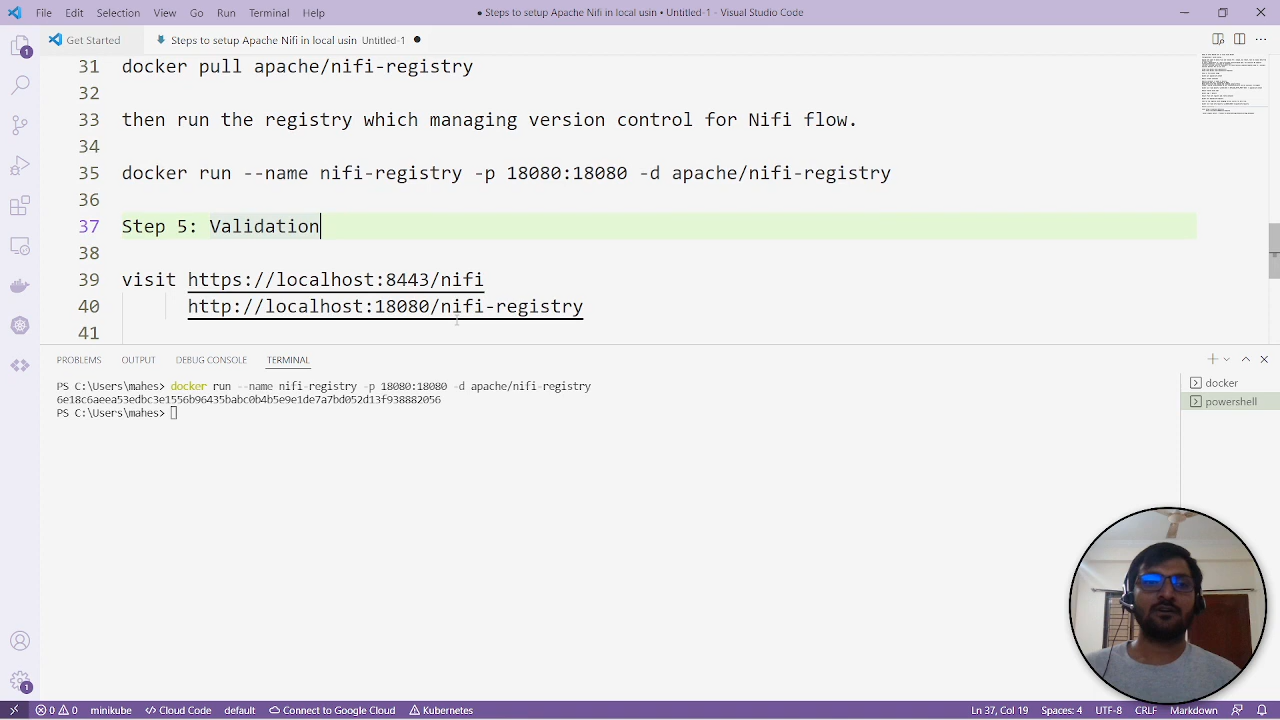 File Edit Selection View Go Run Terminal Help
● Steps to setup Apache Nifi in local usin • Untitled-1 - Visual Studio Code
Get Started
Steps to setup Apache Nifi in local usin Untitled-1
31 docker pull apache/nifi-registry
32
33 then run the registry which managing version control for Nifi flow.
34
35 docker run --name nifi-registry -p 18080:18080 -d apache/nifi-registry
36
37 Step 5: Validation
38
39 visit https://localhost:8443/nifi
40 http://localhost:18080/nifi-registry
41
PROBLEMS OUTPUT DEBUG CONSOLE TERMINAL
PS C:\Users\mahes> docker run --name nifi-registry -p 18080:18080 -d apache/nifi-registry
6e18c6aeea53edbc3e1556b96435babc0b4b5e9e1de7a7bd052d13f938882056
PS C:\Users\mahes>
docker
powershell
1
1
0 0 minikube Cloud Code default Connect to Google Cloud Kubernetes
Ln 37, Col 19 Spaces: 4 UTF-8 CRLF Markdown